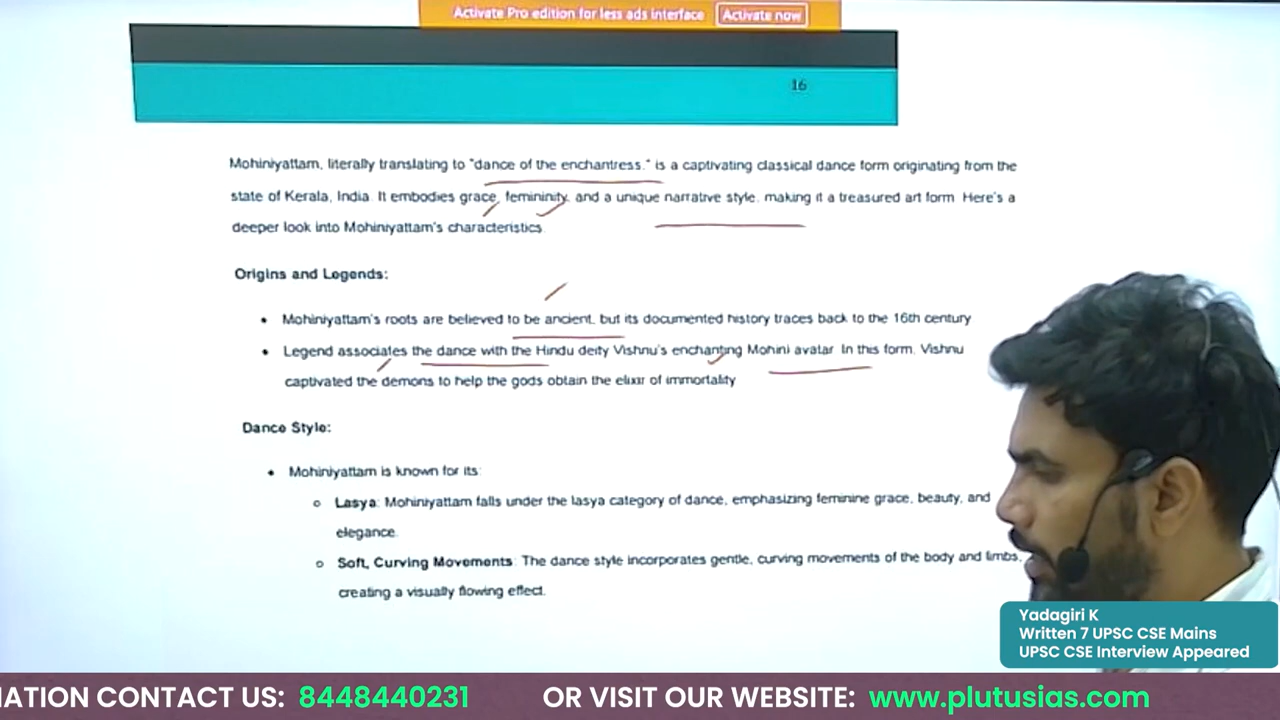 Activate Pro edition for less ads interface Activate now
16
Mohiniyattam, literally translating to "dance of the enchantress." is a captivating classical dance form originating from the
state of Kerala, India. It embodies grace, femininity, and a unique narrative style, making it a treasured art form. Here's a
deeper look into Mohiniyattam's characteristics
Origins and Legends:
• Mohiniyattam's roots are believed to be ancient, but its documented history traces back to the 16th century
• Legend associates the dance with the Hindu deity Vishnu's enchanting Mohini avatar. In this form, Vishnu
captivated the demons to help the gods obtain the elixir of immortality
Dance Style:
• Mohiniyattam is known for its:
o Lasya: Mohiniyattam falls under the lasya category of dance, emphasizing feminine grace, beauty, and
elegance.
o Soft, Curving Movements: The dance style incorporates gentle, curving movements of the body and limbs,
creating a visually flowing effect.
Yadagiri K
Written 7 UPSC CSE Mains
UPSC CSE Interview Appeared
MATION CONTACT US: 8448440231 OR VISIT OUR WEBSITE: www.plutusias.com